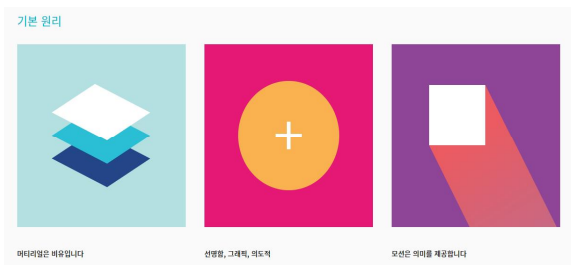 기본 원리
머티리얼은 비유입니다
선명함, 그래픽, 의도적
모션은 의미를 제공합니다